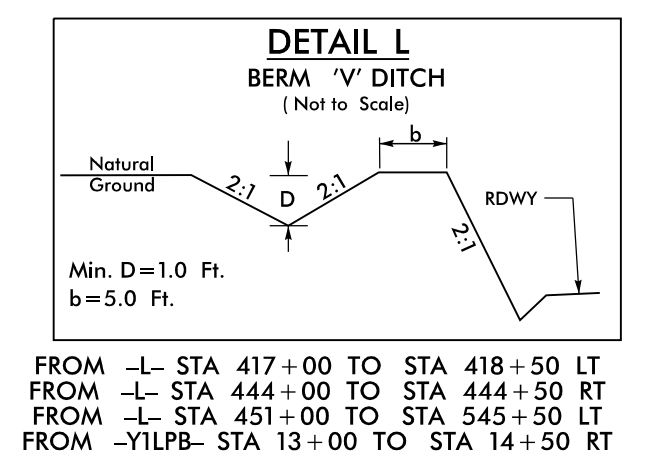 DETAIL L
BERM 'V' DITCH
( Not to Scale)
b
Natural
Ground
2:1
D
2:1
RDWY
2:1
Min. D=1.0 Ft.
b=5.0 Ft.
FROM -L- STA 417+00 TO STA 418+50 LT
FROM -L- STA 444+00 TO STA 444+50 RT
FROM -L- STA 451+00 TO STA 545+50 LT
FROM -Y1LPB- STA 13+00 TO STA 14+50 RT